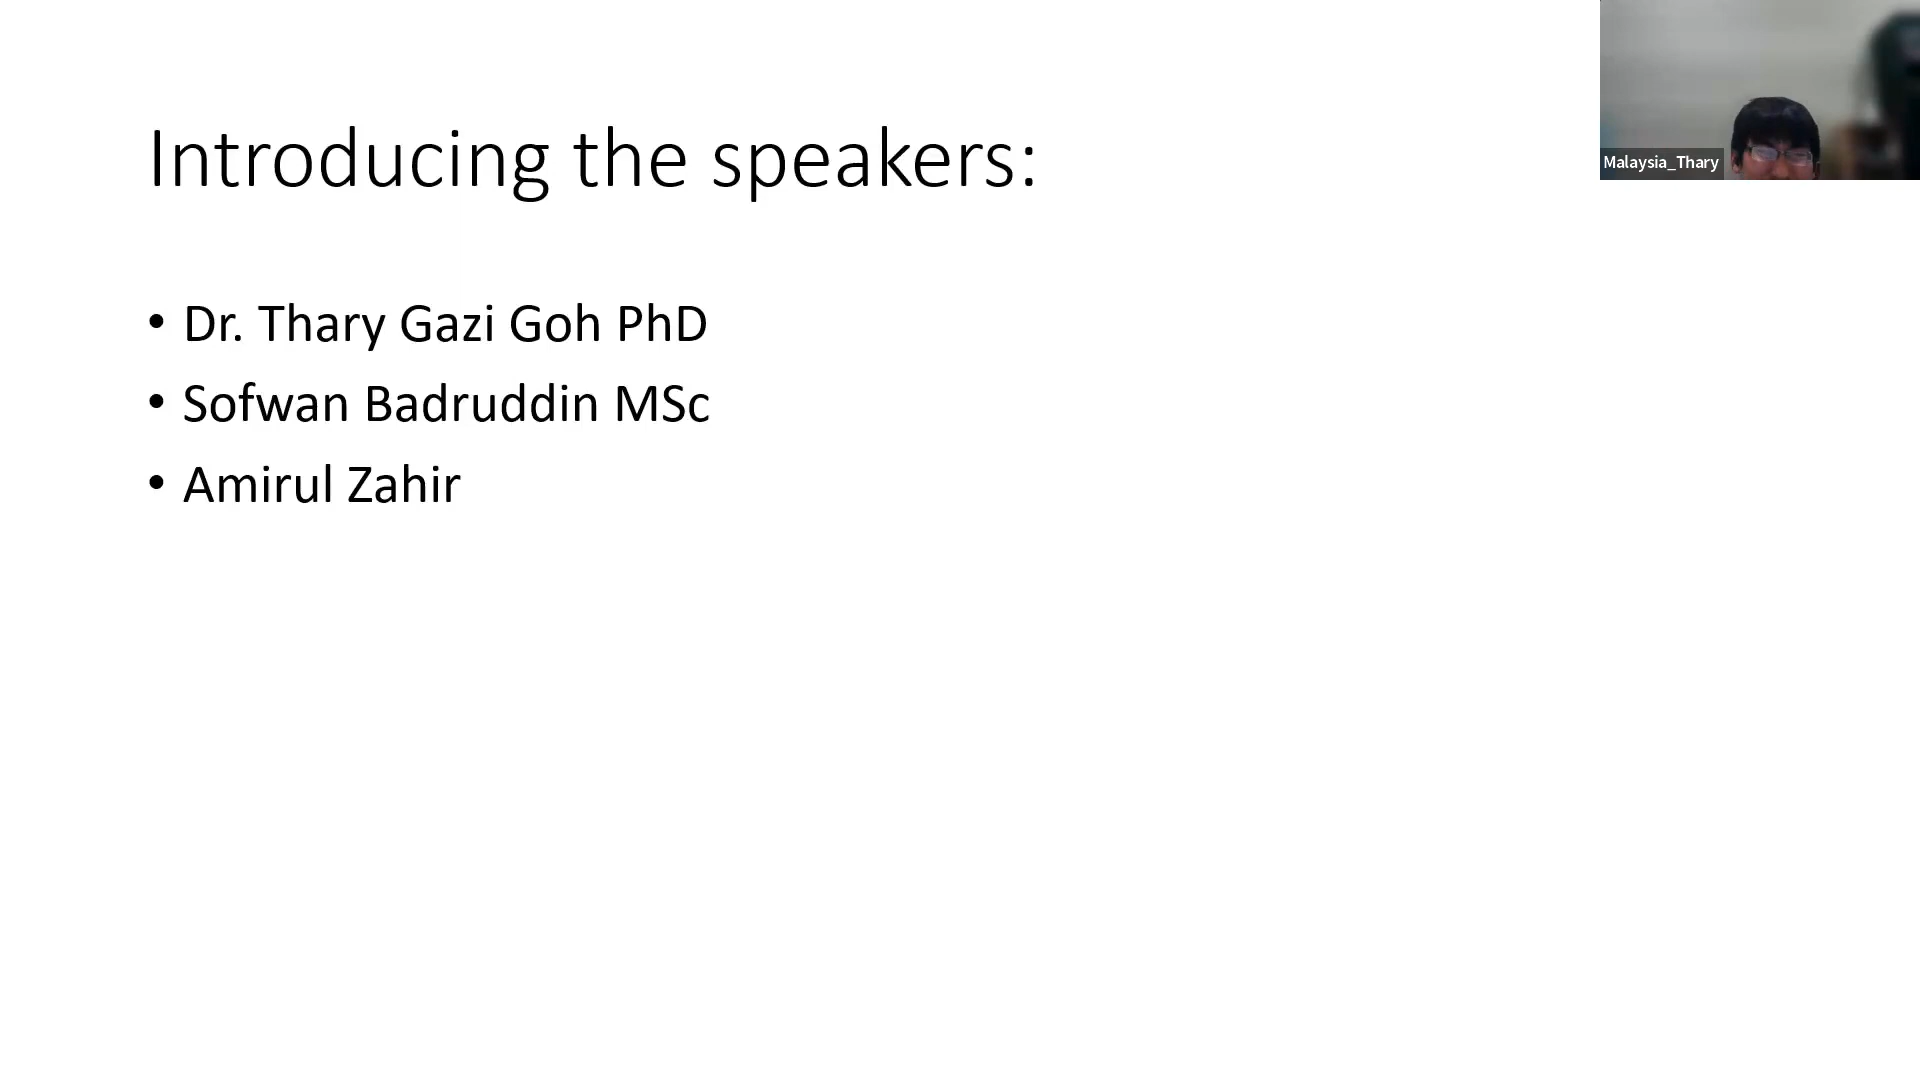 Introducing the speakers:
• Dr. Thary Gazi Goh PhD
• Sofwan Badruddin MSc
• Amirul Zahir
Malaysia_Thary